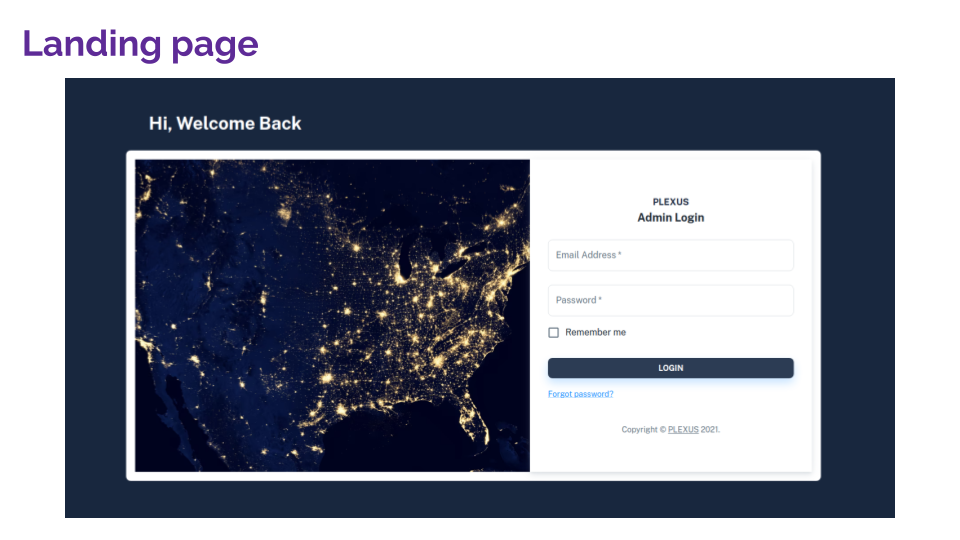 Landing page
Hi, Welcome Back
PLEXUS
Admin Login
Email Address *
Password *
Remember me
LOGIN
Forgot password?
Copyright © PLEXUS 2021.